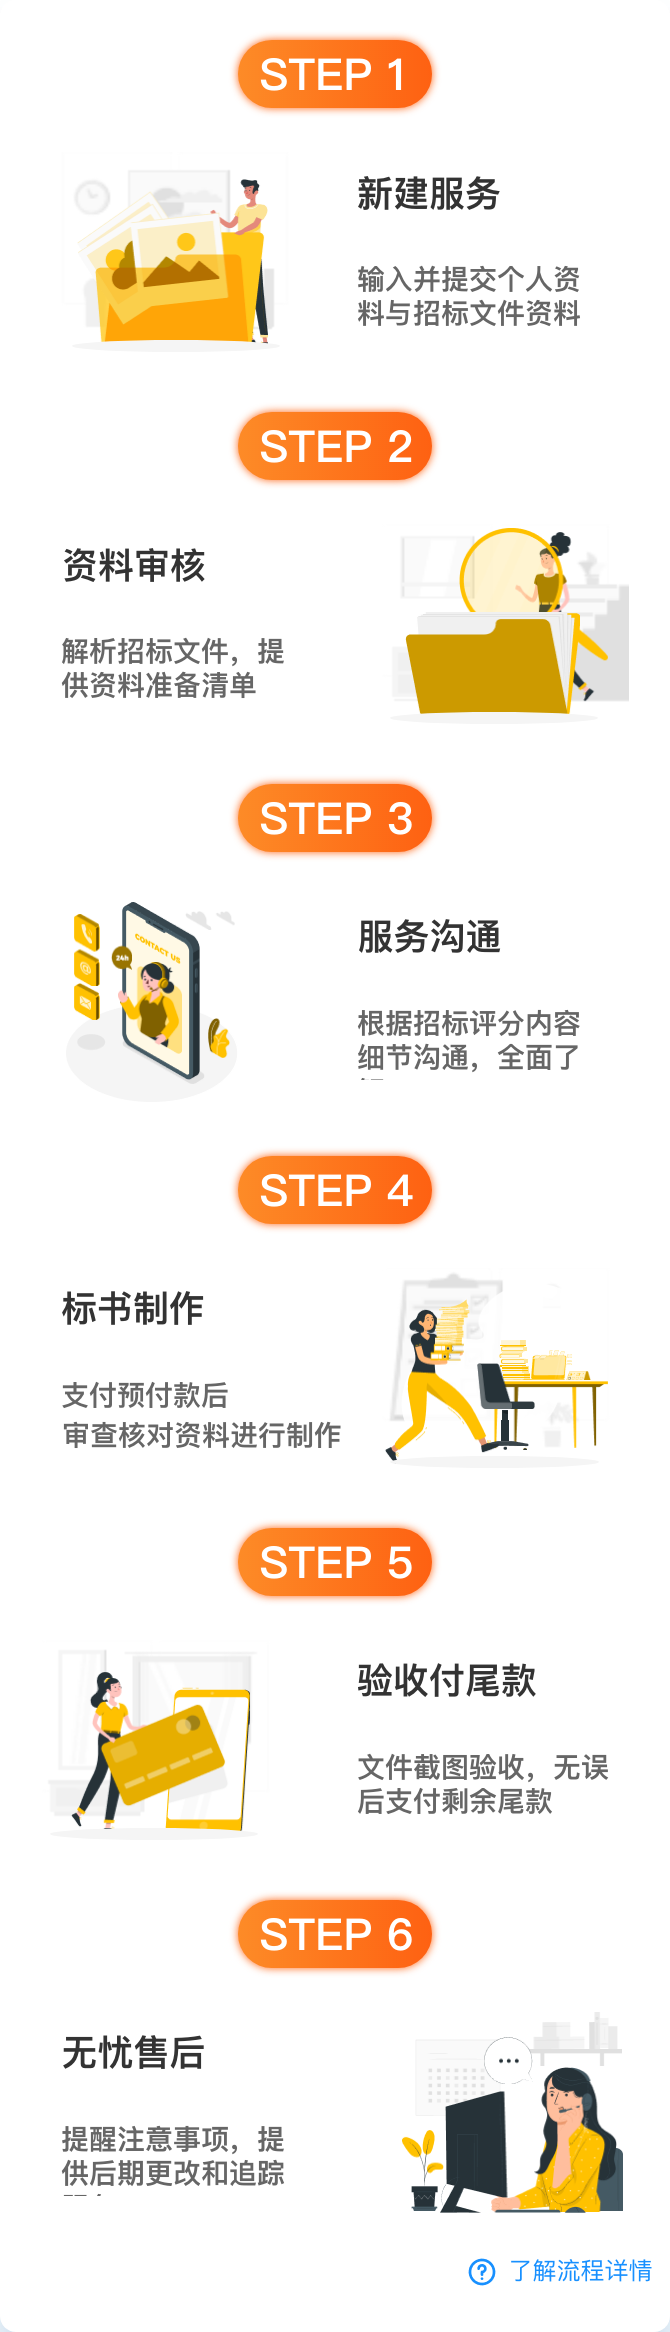 STEP 1
新建服务
输入并提交个人资
料与招标文件资料
STEP 2
资料审核
解析招标文件，提
供资料准备清单
STEP 3
CONTACT US
24h
服务沟通
根据招标评分内容
细节沟通，全面了
STEP 4
标书制作
支付预付款后
审查核对资料进行制作
STEP 5
验收付尾款
文件截图验收，无误
后支付剩余尾款
STEP 6
无忧售后
提醒注意事项，提
供后期更改和追踪
了解流程详情